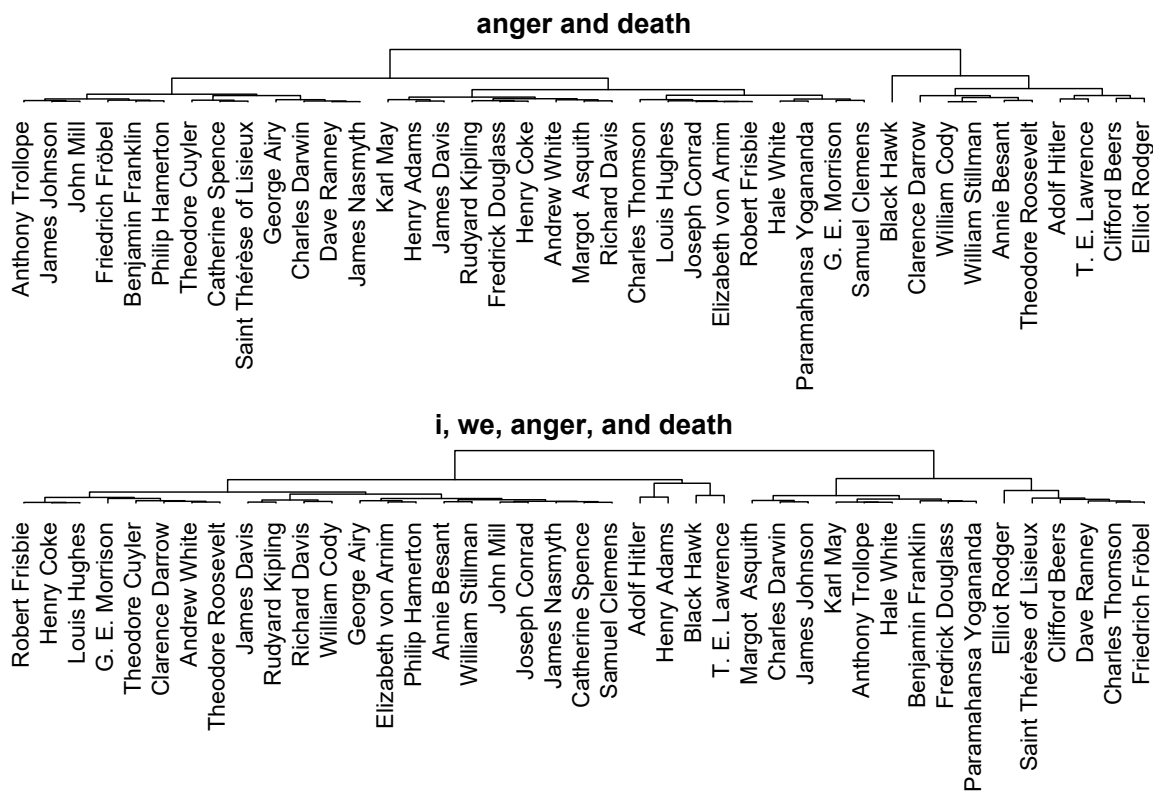 anger and death
Anthony Trollope
James Johnson
John Mill
Friedrich Fröbel
Benjamin Franklin
Philip Hamerton
Theodore Cuyler
Catherine Spence
Saint Thérèse of Lisieux
George Airy
Charles Darwin
Dave Ranney
James Nasmyth
Karl May
Henry Adams
James Davis
Rudyard Kipling
Fredrick Douglass
Henry Coke
Andrew White
Margot Asquith
Richard Davis
Charles Thomson
Louis Hughes
Joseph Conrad
Elizabeth von Arnim
Robert Frisbie
Hale White
Paramahansa Yogananda
G. E. Morrison
Samuel Clemens
Black Hawk
Clarence Darrow
William Cody
William Stillman
Annie Besant
Theodore Roosevelt
Adolf Hitler
T. E. Lawrence
Clifford Beers
Elliot Rodger
i, we, anger, and death
Robert Frisbie
Henry Coke
Louis Hughes
G. E. Morrison
Theodore Cuyler
Clarence Darrow
Andrew White
Theodore Roosevelt
James Davis
Rudyard Kipling
Richard Davis
William Cody
George Airy
Elizabeth von Arnim
Philip Hamerton
Annie Besant
William Stillman
John Mill
Joseph Conrad
James Nasmyth
Catherine Spence
Samuel Clemens
Adolf Hitler
Henry Adams
Black Hawk
T. E. Lawrence
Margot Asquith
Charles Darwin
James Johnson
Karl May
Anthony Trollope
Hale White
Benjamin Franklin
Fredrick Douglass
Paramahansa Yogananda
Elliot Rodger
Saint Thérèse of Lisieux
Clifford Beers
Dave Ranney
Charles Thomson
Friedrich Fröbel